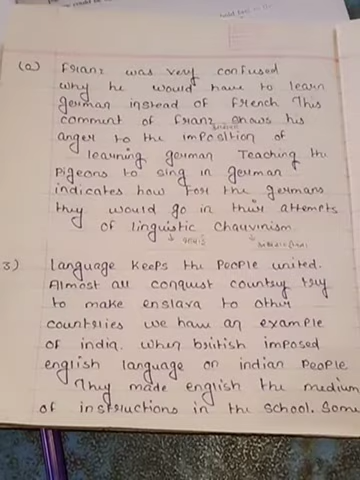 (a) Franz was very confused
why he would have to learn
german instead of French This
comment of Franz shows his
anger to the imposition of
learning german Teaching the
Pigeons to sing in german
indicates how for the germans
they would go in their attempts
of linguistic chauvinism
3) language keeps the People united.
Almost all conquest country try
to make enslava to other
countries we have an example
of india. when british imposed
english language on indian People
They made english the medium
of instructions in the school. Some